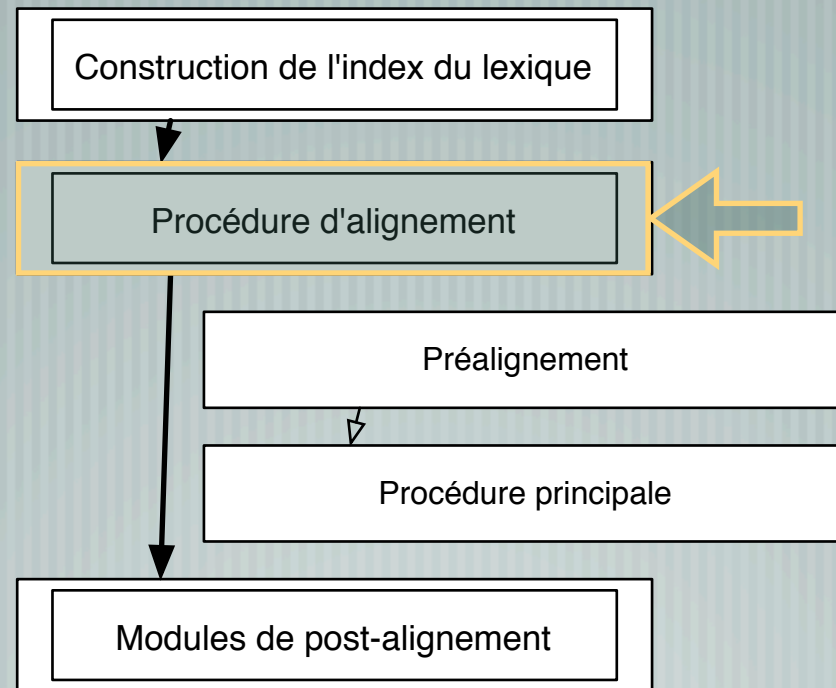 Construction de l'index du lexique
Procédure d'alignement
Préalignement
Procédure principale
Modules de post-alignement